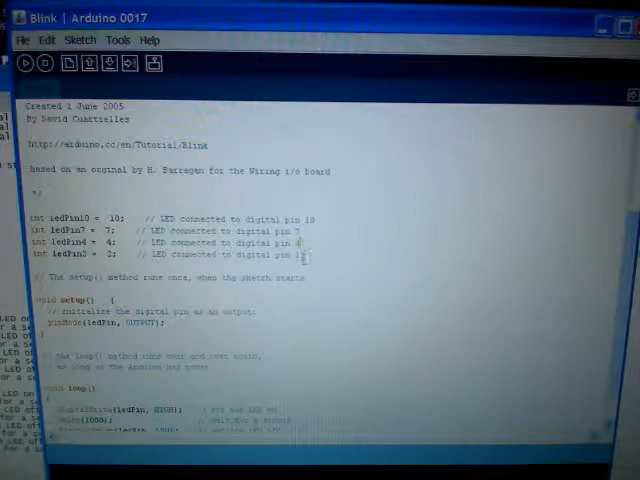 Blink | Arduino 0017
File Edit Sketch Tools Help
Created 1 June 2005
By David Cuartielles
http://arduino.cc/en/Tutorial/Blink
based on an orginal by H. Barragan for the Wiring i/o board
*/
int ledPin10 = 10; // LED connected to digital pin 10
int ledPin7 = 7; // LED connected to digital pin 7
int ledPin4 = 4; // LED connected to digital pin 4
int ledPin2 = 2; // LED connected to digital pin
// The setup() method runs once, when the sketch starts
void setup() {
// initialize the digital pin as an output:
pinMode(ledPin, OUTPUT);
}
// the loop() method runs over and over again,
// as long as the Arduino has power
void loop()
{
digitalWrite(ledPin, HIGH); // set the LED on
delay(1000); // wait for a second